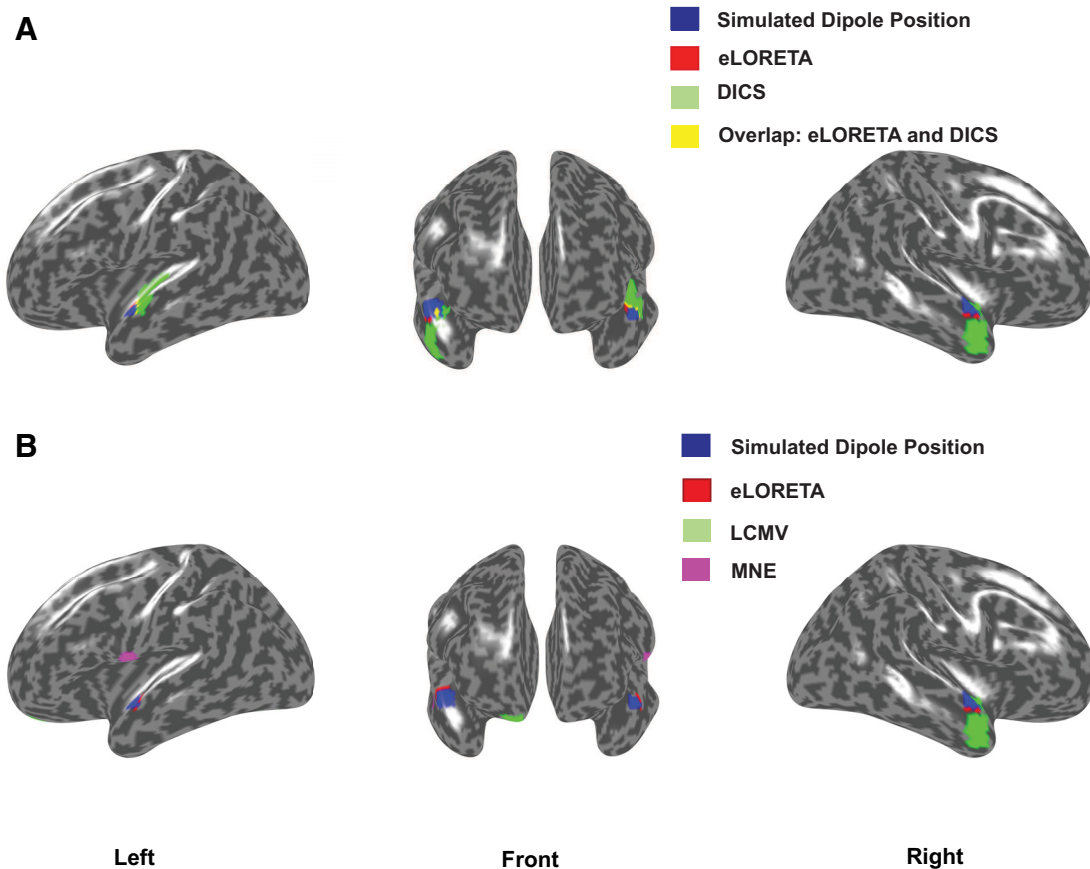 A
Simulated Dipole Position
eLORETA
DICS
Overlap: eLORETA and DICS
B
Simulated Dipole Position
eLORETA
LCMV
MNE
Left
Front
Right